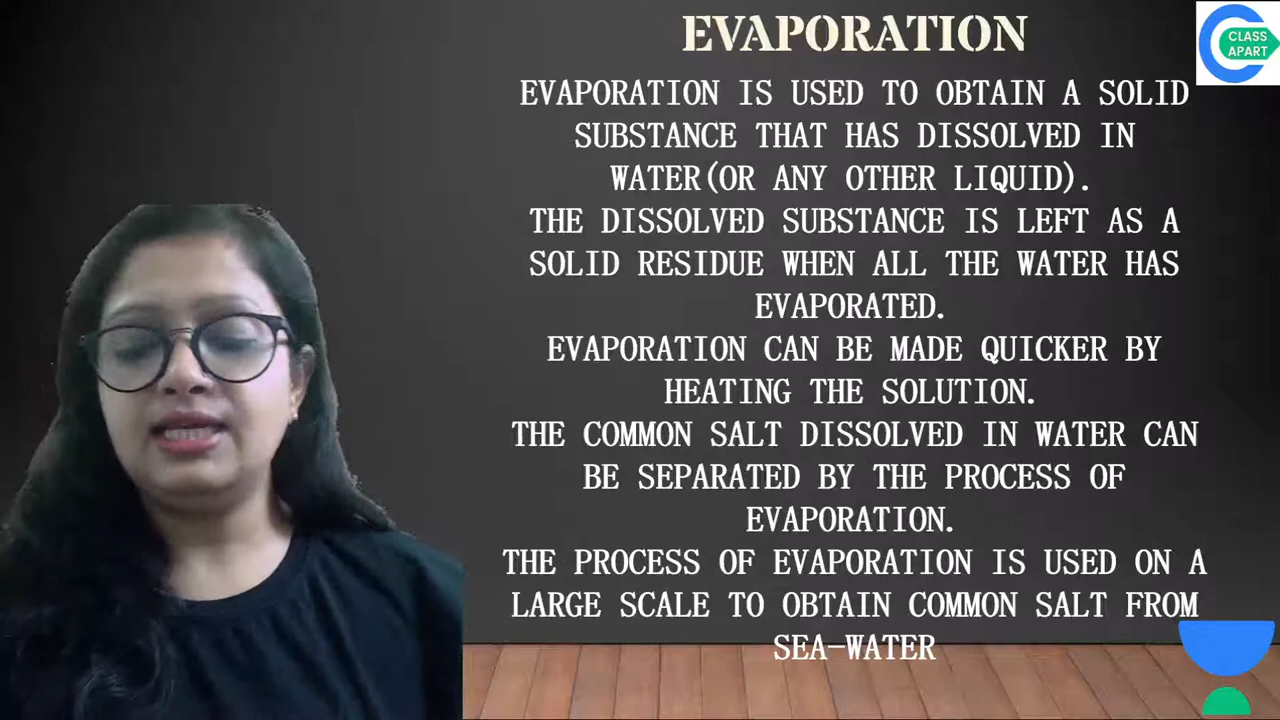 EVAPORATION
CLASS
APART
EVAPORATION IS USED TO OBTAIN A SOLID
SUBSTANCE THAT HAS DISSOLVED IN
WATER(OR ANY OTHER LIQUID).
THE DISSOLVED SUBSTANCE IS LEFT AS A
SOLID RESIDUE WHEN ALL THE WATER HAS
EVAPORATED.
EVAPORATION CAN BE MADE QUICKER BY
HEATING THE SOLUTION.
THE COMMON SALT DISSOLVED IN WATER CAN
BE SEPARATED BY THE PROCESS OF
EVAPORATION.
THE PROCESS OF EVAPORATION IS USED ON A
LARGE SCALE TO OBTAIN COMMON SALT FROM
SEA-WATER